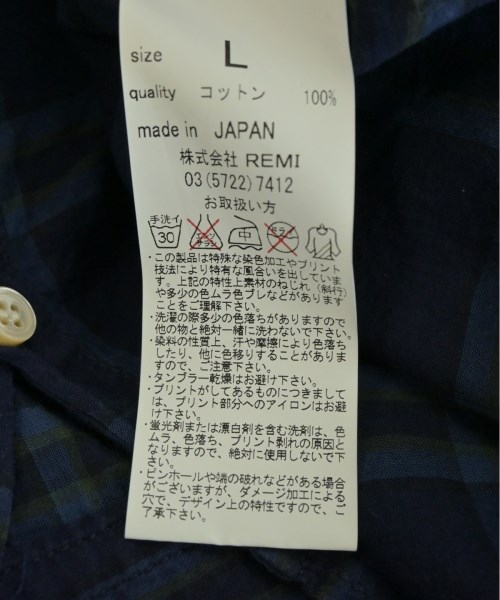 size L
quality コットン 100%
made in JAPAN
株式会社 REMI
03(5722)7412
お取扱い方
手洗イ 30 エンソサラシ 中 ドライ
・この製品は特殊な染色加工やプリント
技法により特有な風合いを出していま
す。上記の特性上素材のねじれ（斜行）
や多少の色ムラ色ブレなどがあります
ことをご理解下さい。
・洗濯の際多少の色落ちがありますので
他の物と絶対一緒に洗わないで下さい。
・染料の性質上、汗や摩擦により色落ち
したり、他に色移りすることがありま
すので、ご注意下さい。
・タンブラー乾燥はお避け下さい。
・プリントがしてあるものにつきまして
は、プリント部分へのアイロンはお避
け下さい。
・蛍光剤または漂白剤を含む洗剤は、色
ムラ、色落ち、プリント剥れの原因と
なりますので、絶対に使用しないで下
さい。
・ピンホールや端の破れなどがある場合
がございますが、ダメージ加工による
穴で、デザイン上の特性ですので、ご
了承下さい。